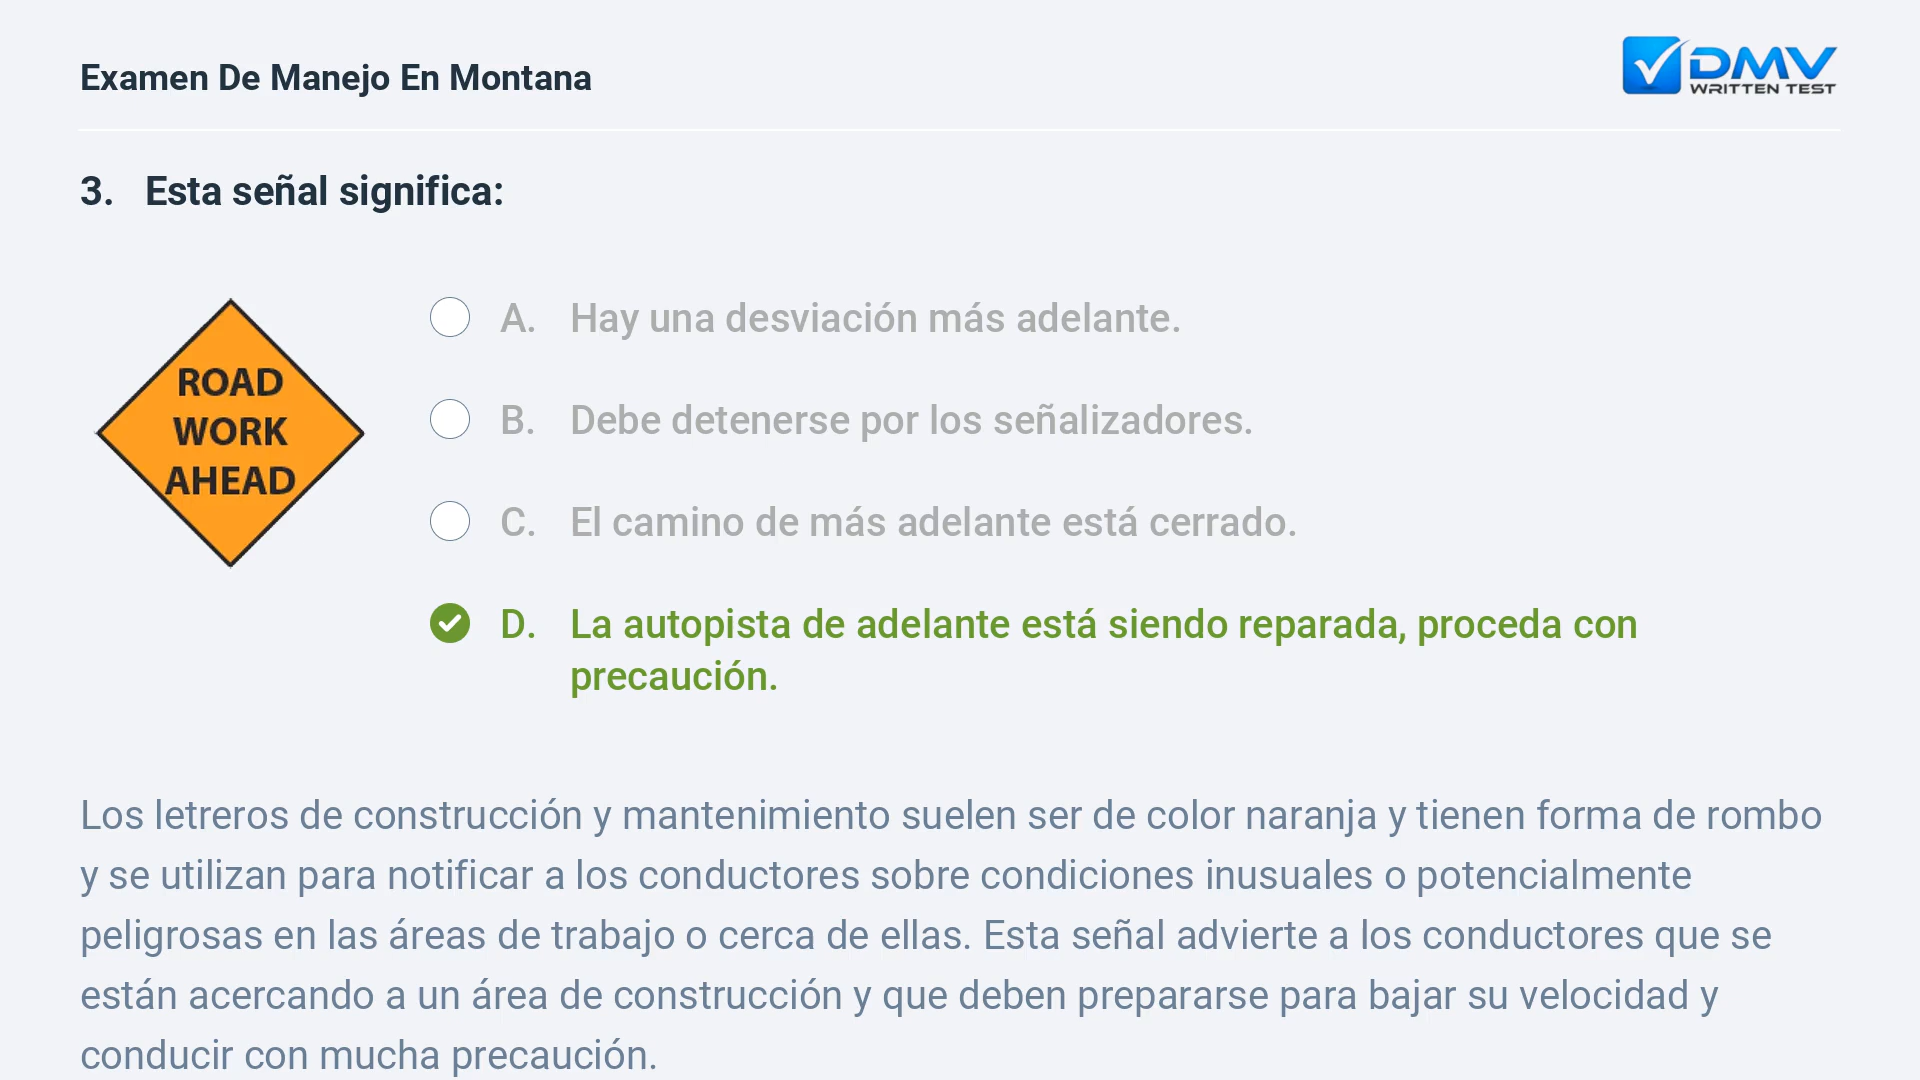 Examen De Manejo En Montana
DMV
WRITTEN TEST
3. Esta señal significa:
ROAD
WORK
AHEAD
A. Hay una desviación más adelante.
B. Debe detenerse por los señalizadores.
C. El camino de más adelante está cerrado.
D. La autopista de adelante está siendo reparada, proceda con
precaución.
Los letreros de construcción y mantenimiento suelen ser de color naranja y tienen forma de rombo
y se utilizan para notificar a los conductores sobre condiciones inusuales o potencialmente
peligrosas en las áreas de trabajo o cerca de ellas. Esta señal advierte a los conductores que se
están acercando a un área de construcción y que deben prepararse para bajar su velocidad y
conducir con mucha precaución.